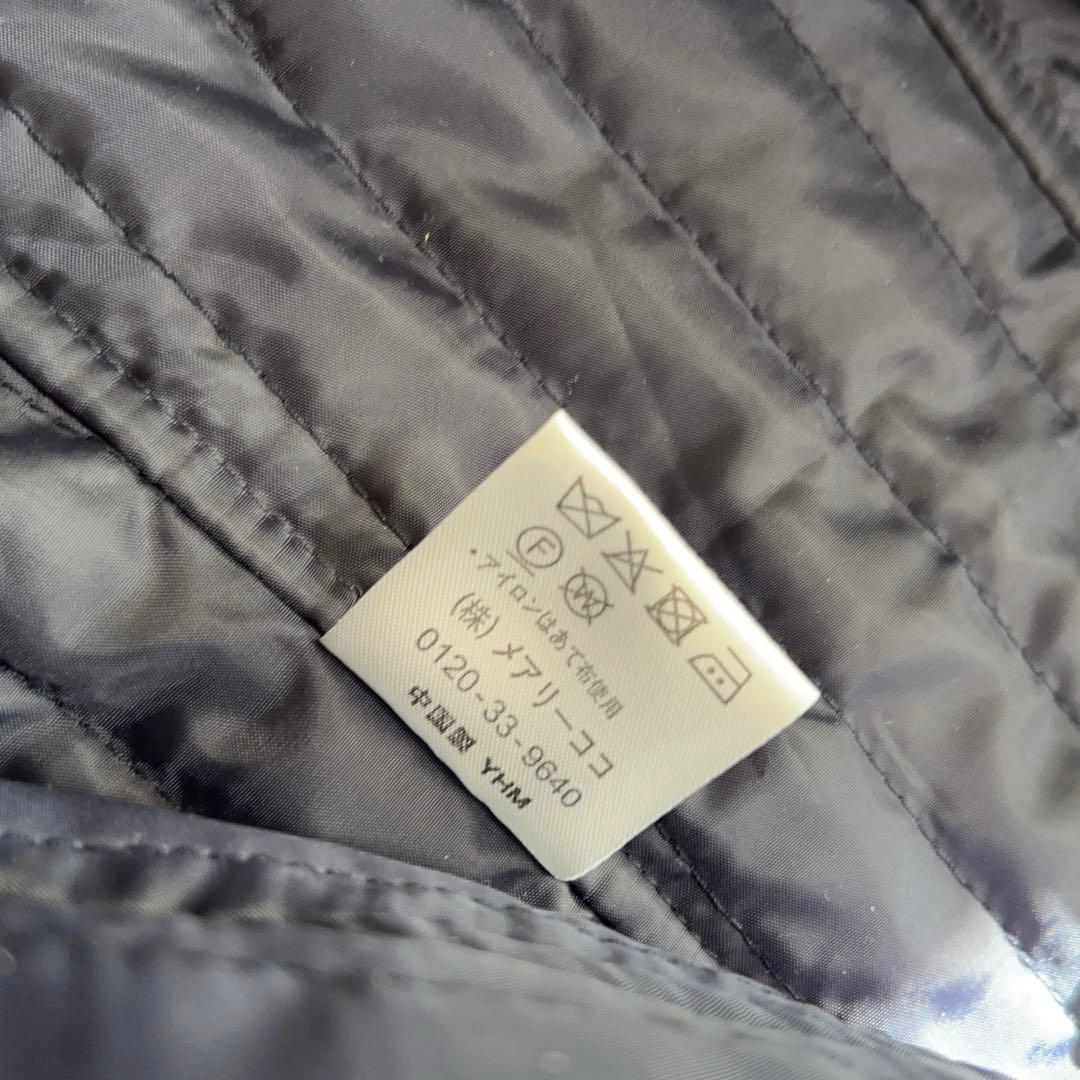 F W
・アイロンはあて布使用
(株)メアリーココ
0120-33-9640
中国製 YHM